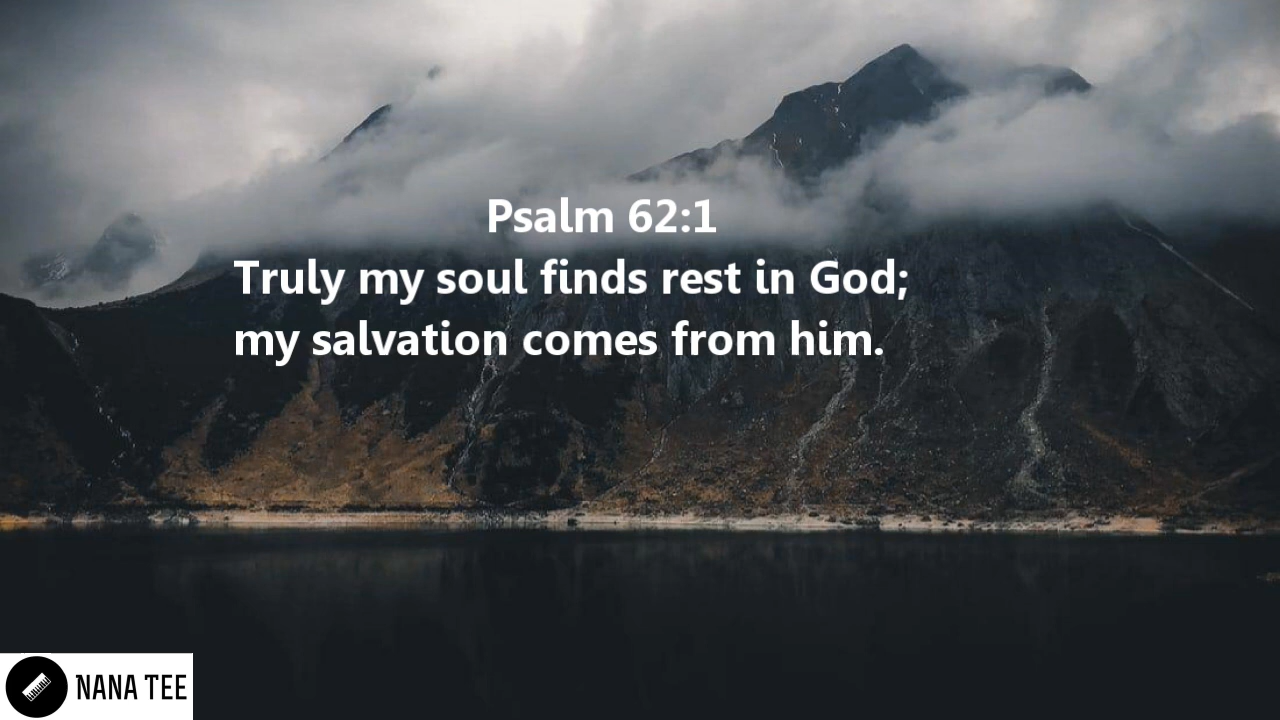 Psalm 62:1
Truly my soul finds rest in God;
my salvation comes from him.
NANA TEE